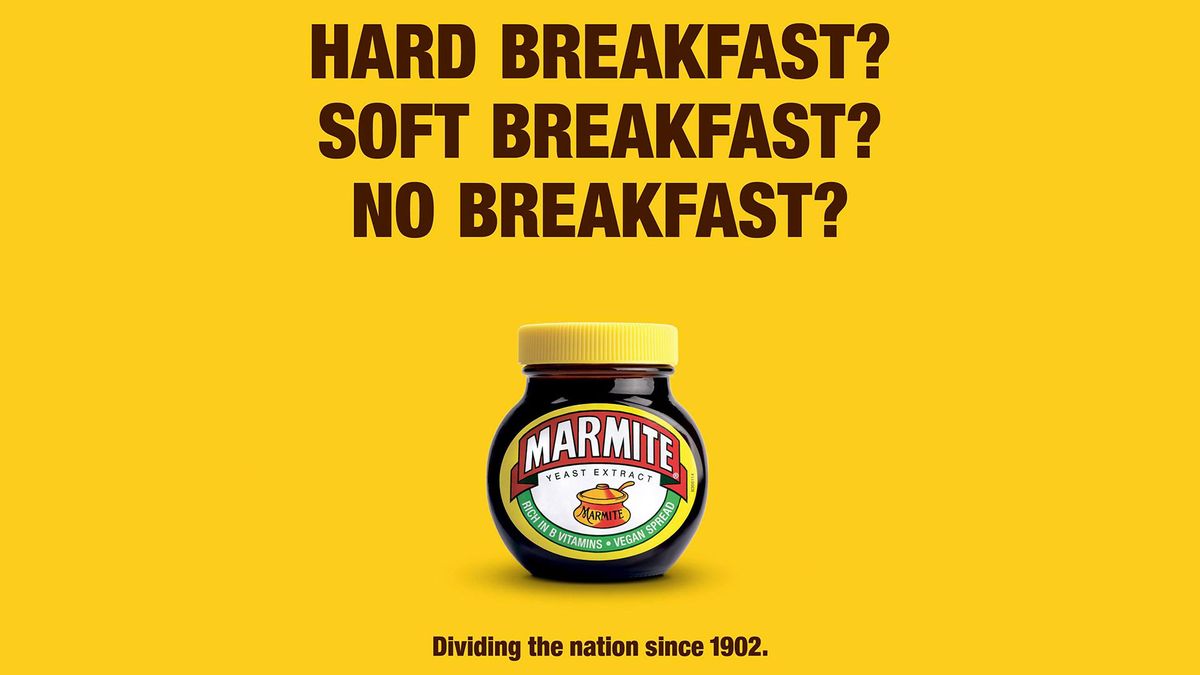 HARD BREAKFAST?
SOFT BREAKFAST?
NO BREAKFAST?
MARMITE
YEAST EXTRACT
MARMITE
RICH IN B VITAMINS • VEGAN SPREAD
Dividing the nation since 1902.